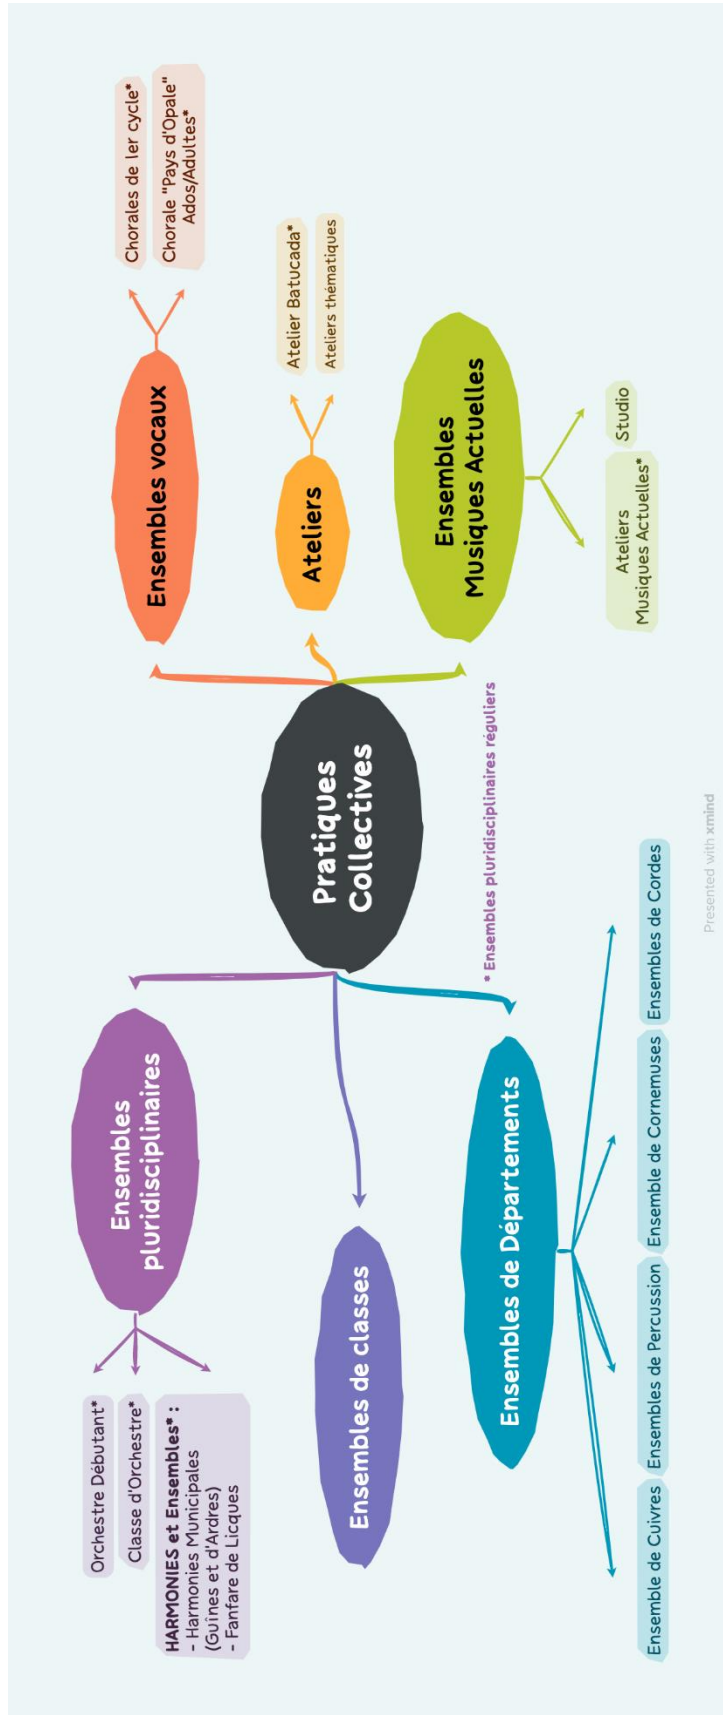 Pratiques
Collectives
Ensembles
pluridisciplinaires
Orchestre Débutant*
Classe d'Orchestre*
HARMONIES et Ensembles* :
- Harmonies Municipales
(Guînes et d'Ardres)
- Fanfare de Licques
Ensembles de classes
Ensembles de Départements
Ensemble de Cuivres
Ensembles de Percussion
Ensemble de Cornemuses
Ensembles de Cordes
Ensembles vocaux
Chorales de 1er cycle*
Chorale "Pays d'Opale"
Ados/Adultes*
Ateliers
Atelier Batucada*
Ateliers thématiques
Ensembles
Musiques Actuelles
Ateliers
Musiques Actuelles*
Studio
* Ensembles pluridisciplinaires réguliers
Presented with xmind